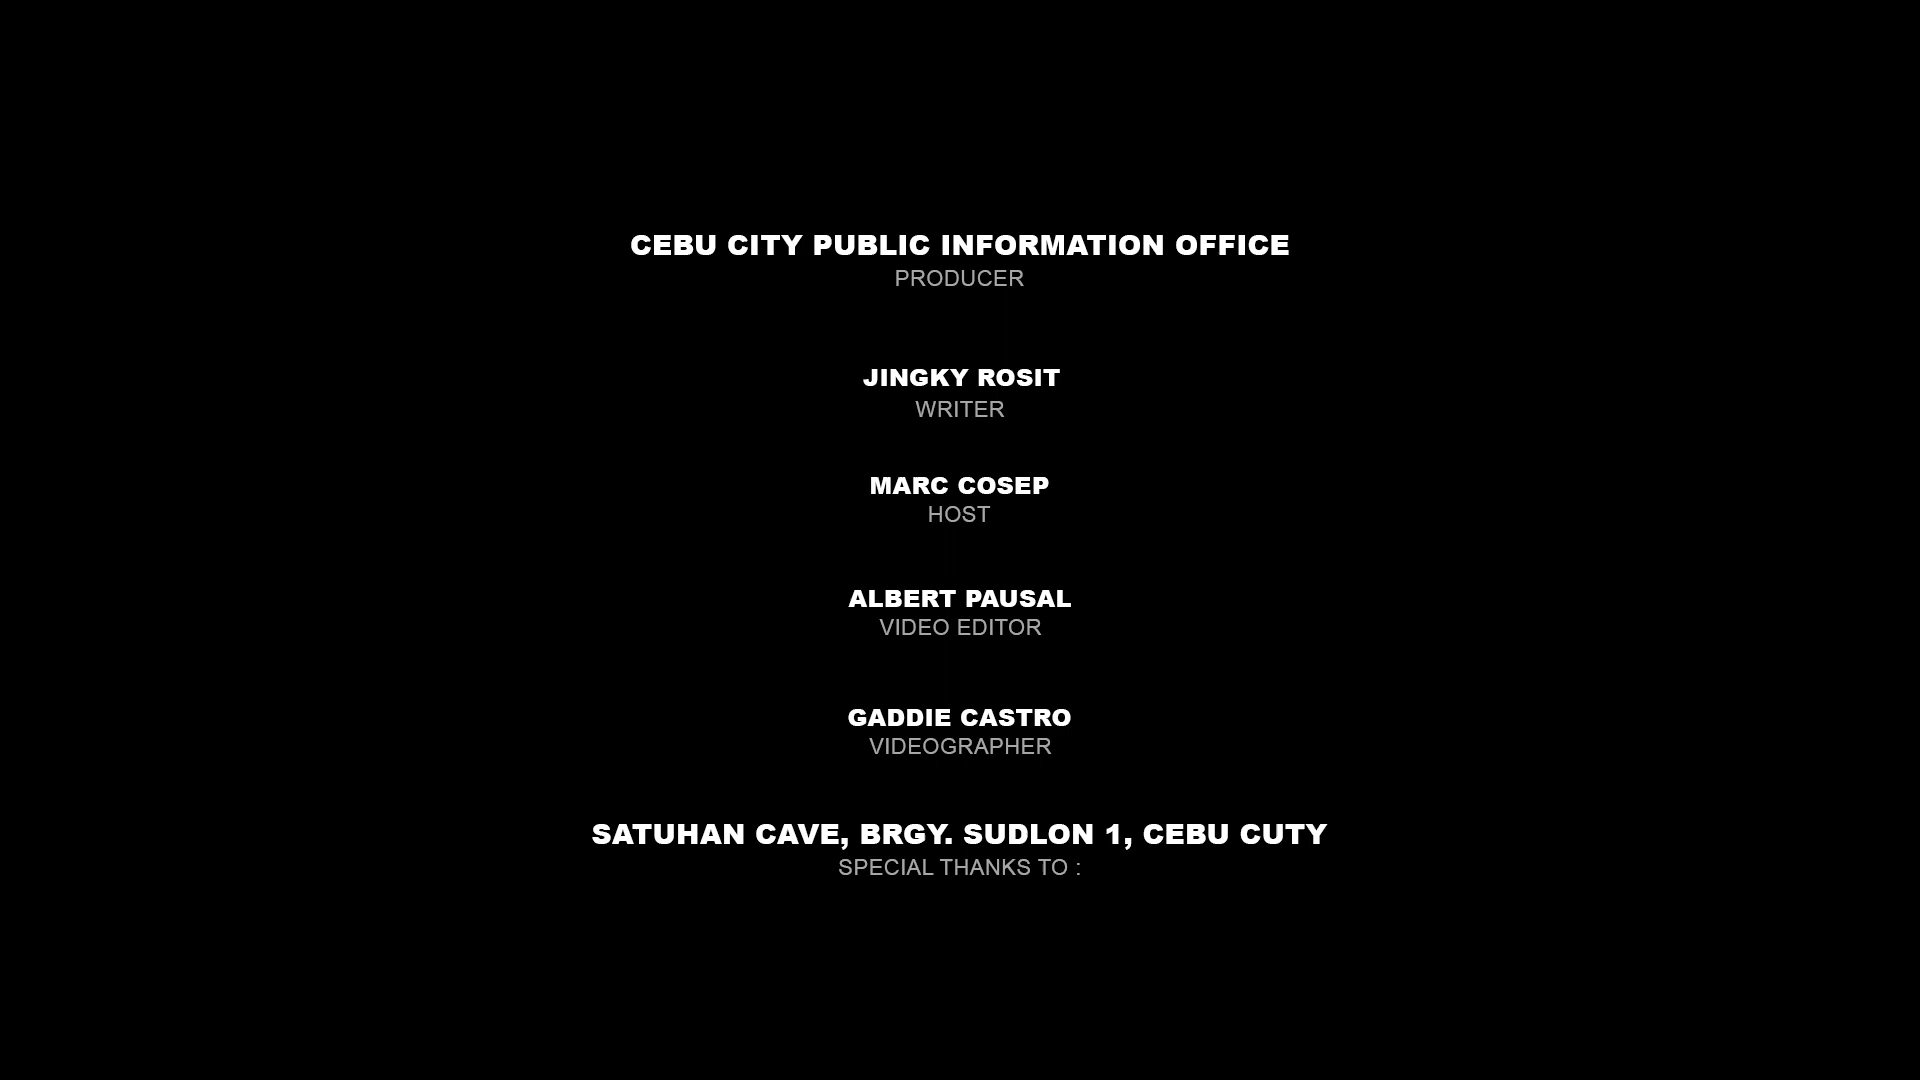 CEBU CITY PUBLIC INFORMATION OFFICE
PRODUCER
JINGKY ROSIT
WRITER
MARC COSEP
HOST
ALBERT PAUSAL
VIDEO EDITOR
GADDIE CASTRO
VIDEOGRAPHER
SATUHAN CAVE, BRGY. SUDLON 1, CEBU CUTY
SPECIAL THANKS TO :